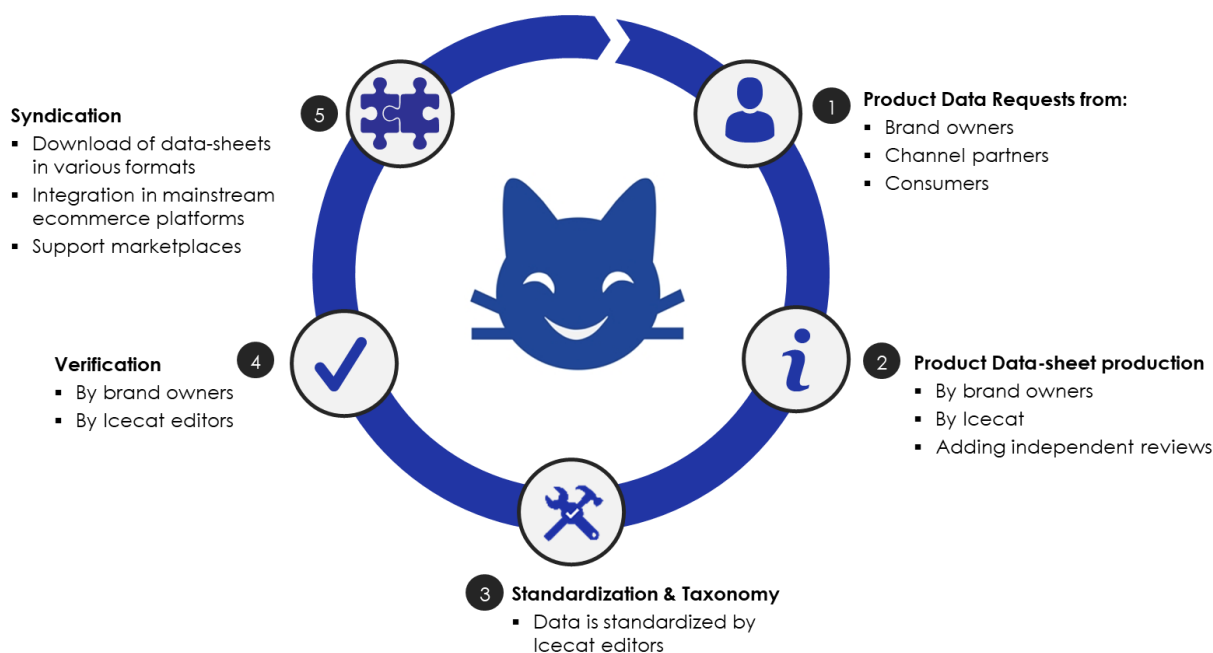 1
Product Data Requests from:
▪ Brand owners
▪ Channel partners
▪ Consumers
2
Product Data-sheet production
▪ By brand owners
▪ By Icecat
▪ Adding independent reviews
3
Standardization & Taxonomy
▪ Data is standardized by
Icecat editors
4
Verification
▪ By brand owners
▪ By Icecat editors
5
Syndication
▪ Download of data-sheets
in various formats
▪ Integration in mainstream
ecommerce platforms
▪ Support marketplaces